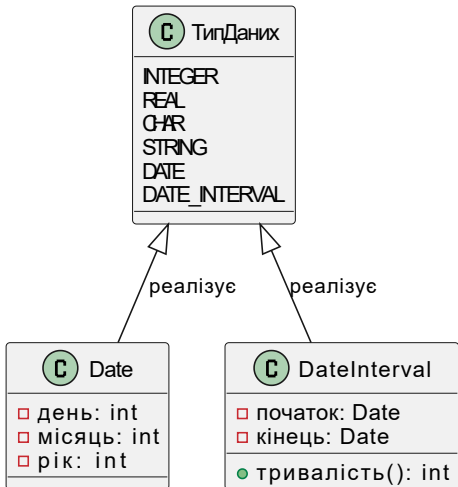 C ТипДаних
INTEGER
REAL
CHAR
STRING
DATE
DATE_INTERVAL
реалізує реалізує
C Date
день: int
місяць: int
рік: int
C DateInterval
початок: Date
кінець: Date
тривалість(): int